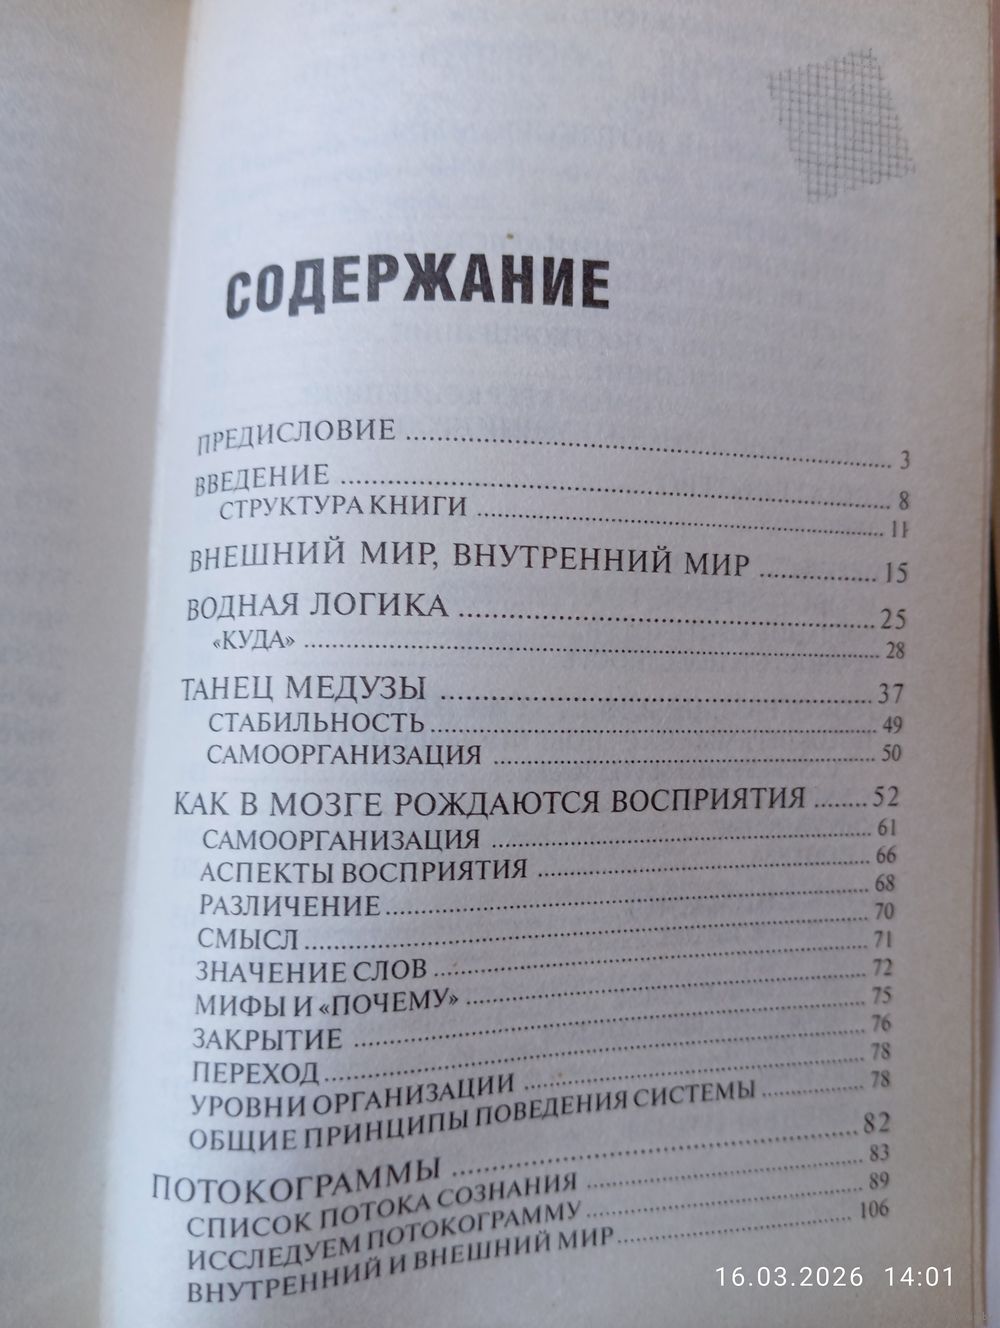 СОДЕРЖАНИЕ
ПРЕДИСЛОВИЕ 3
ВВЕДЕНИЕ 8
СТРУКТУРА КНИГИ 11
ВНЕШНИЙ МИР, ВНУТРЕННИЙ МИР 15
ВОДНАЯ ЛОГИКА 25
«КУДА» 28
ТАНЕЦ МЕДУЗЫ 37
СТАБИЛЬНОСТЬ 49
САМООРГАНИЗАЦИЯ 50
КАК В МОЗГЕ РОЖДАЮТСЯ ВОСПРИЯТИЯ 52
САМООРГАНИЗАЦИЯ 61
АСПЕКТЫ ВОСПРИЯТИЯ 66
РАЗЛИЧЕНИЕ 68
СМЫСЛ 70
ЗНАЧЕНИЕ СЛОВ 71
МИФЫ И «ПОЧЕМУ» 72
ЗАКРЫТИЕ 75
ПЕРЕХОД 76
УРОВНИ ОРГАНИЗАЦИИ 78
ОБЩИЕ ПРИНЦИПЫ ПОВЕДЕНИЯ СИСТЕМЫ 78
ПОТОКОГРАММЫ 82
СПИСОК ПОТОКА СОЗНАНИЯ 83
ИССЛЕДУЕМ ПОТОКОГРАММУ 89
ВНУТРЕННИЙ И ВНЕШНИЙ МИР 106
16.03.2026 14:01